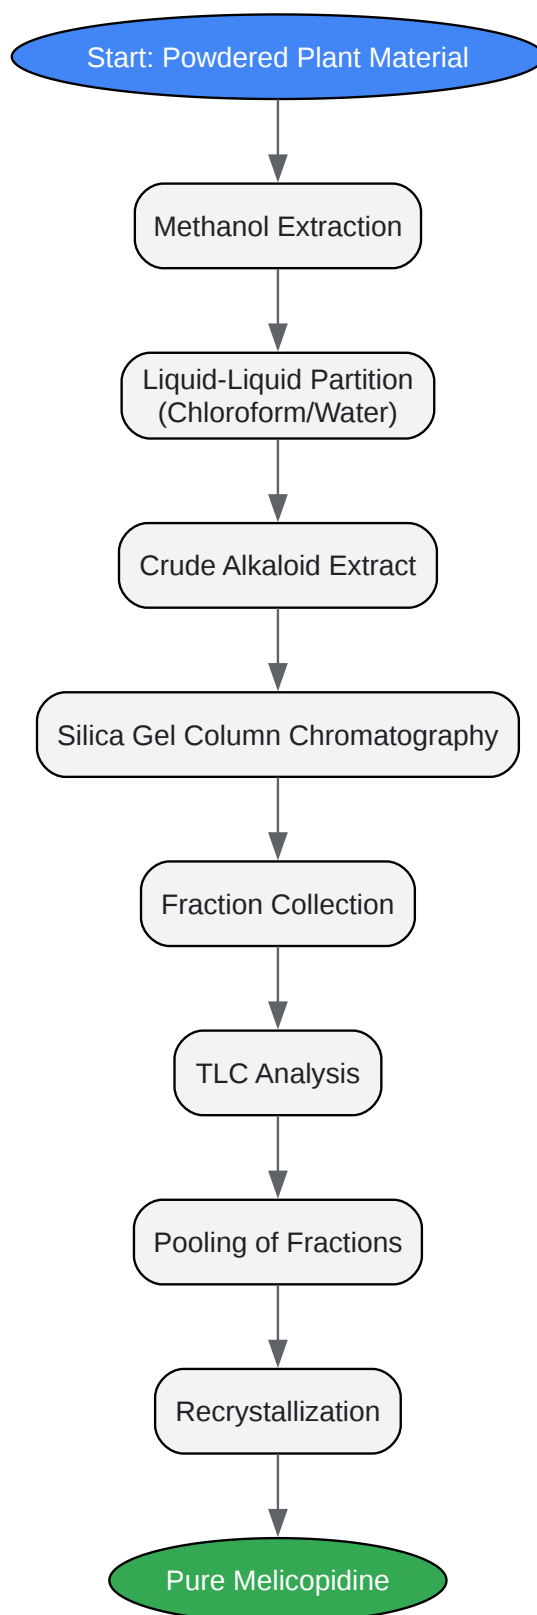 Start: Powdered Plant Material
Methanol Extraction
Liquid-Liquid Partition
(Chloroform/Water)
Crude Alkaloid Extract
Silica Gel Column Chromatography
Fraction Collection
TLC Analysis
Pooling of Fractions
Recrystallization
Pure Melicopidine